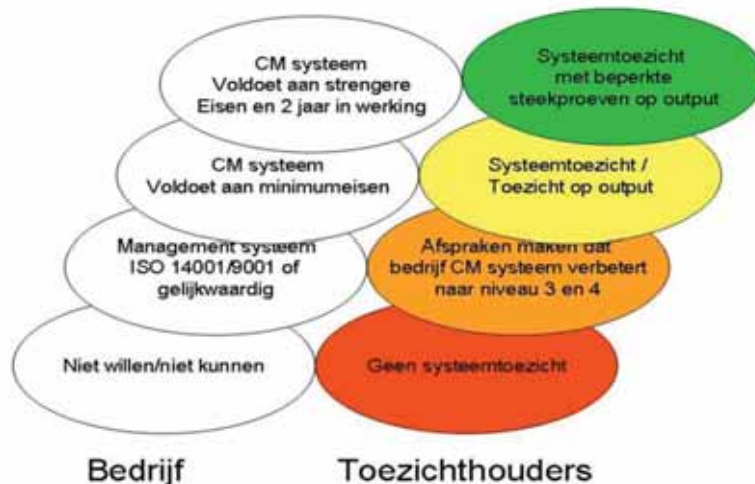 CM systeem
Voldoet aan strengere
Eisen en 2 jaar in werking
Systeemtoezicht
met beperkte
steekproeven op output
CM systeem
Voldoet aan minimumeisen
Systeemtoezicht /
Toezicht op output
Management systeem
ISO 14001/9001 of
gelijkwaardig
Afspraken maken dat
bedrijf CM systeem verbetert
naar niveau 3 en 4
Niet willen/niet kunnen
Geen systeemtoezicht
Bedrijf
Toezichthouders